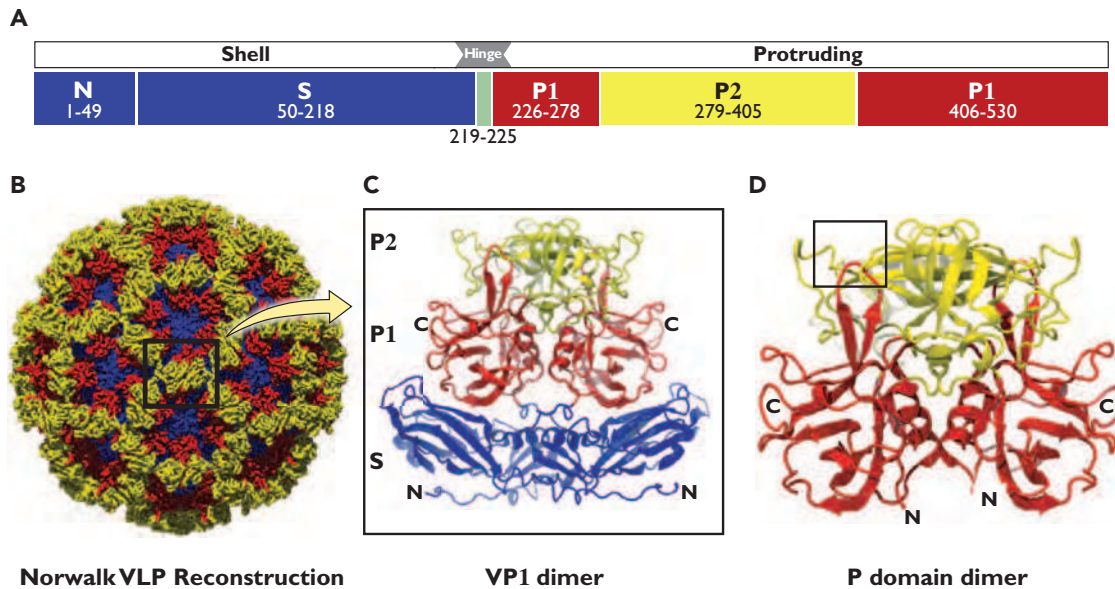 A
Shell Hinge Protruding
N S P1 P2 P1
1-49 50-218 226-278 279-405 406-530
219-225
B
C
D
P2
P1
S
C C
N N
C C
N N
Norwalk VLP Reconstruction
VP1 dimer
P domain dimer